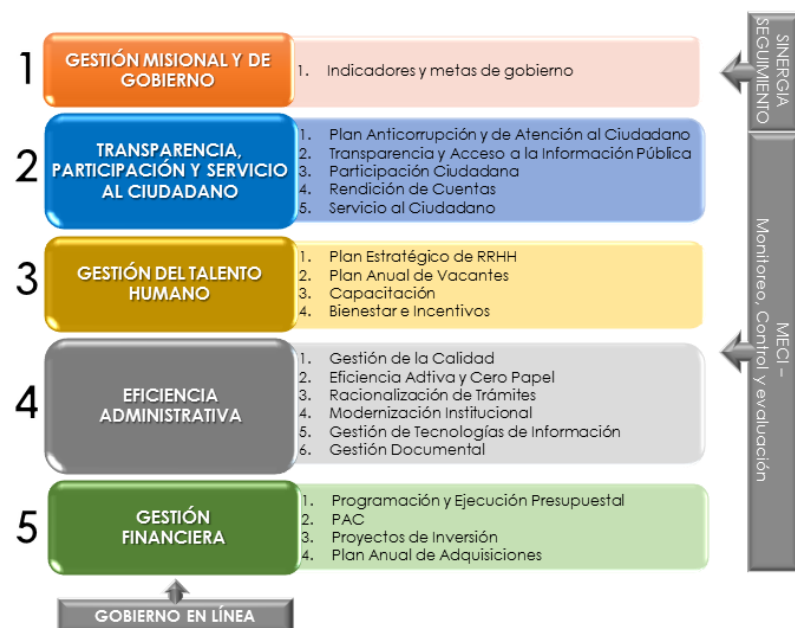 1
GESTIÓN MISIONAL Y DE
GOBIERNO
1. Indicadores y metas de gobierno
2
TRANSPARENCIA,
PARTICIPACIÓN Y SERVICIO
AL CIUDADANO
1. Plan Anticorrupción y de Atención al Ciudadano
2. Transparencia y Acceso a la Información Pública
3. Participación Ciudadana
4. Rendición de Cuentas
5. Servicio al Ciudadano
3
GESTIÓN DEL TALENTO
HUMANO
1. Plan Estratégico de RRHH
2. Plan Anual de Vacantes
3. Capacitación
4. Bienestar e Incentivos
4
EFICIENCIA
ADMINISTRATIVA
1. Gestión de la Calidad
2. Eficiencia Adtiva y Cero Papel
3. Racionalización de Trámites
4. Modernización Institucional
5. Gestión de Tecnologías de Información
6. Gestión Documental
5
GESTIÓN
FINANCIERA
1. Programación y Ejecución Presupuestal
2. PAC
3. Proyectos de Inversión
4. Plan Anual de Adquisiciones
GOBIERNO EN LÍNEA
SINERGIA
SEGUIMIENTO
MECI –
Monitoreo, Control y evaluación